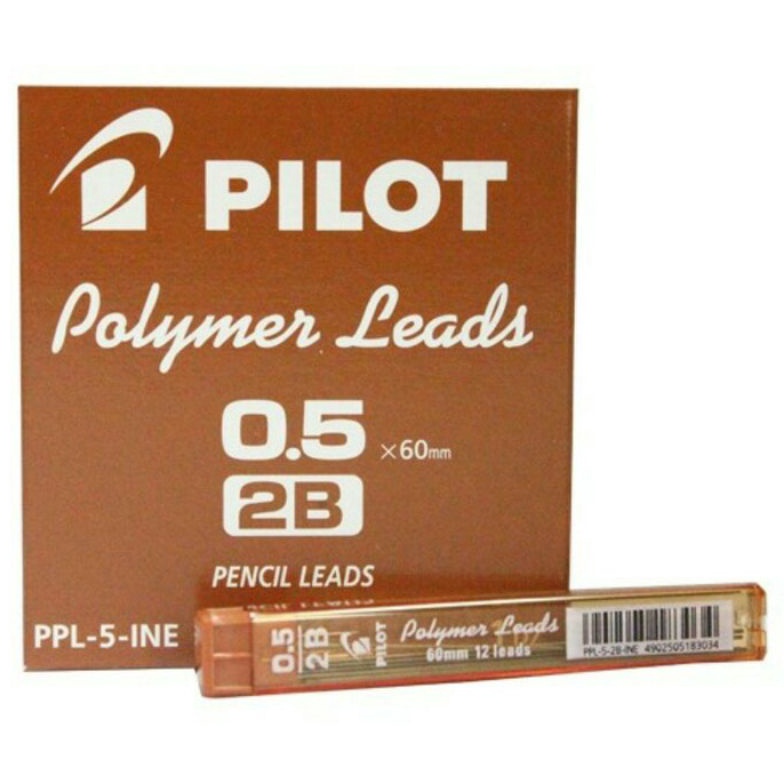 PILOT
Polymer Leads
0.5 ×60mm
2B
PENCIL LEADS
PPL-5-INE
0.5
2B
PILOT
Polymer Leads
60mm 12 leads
PPL-5-2B-INE 4902505183034